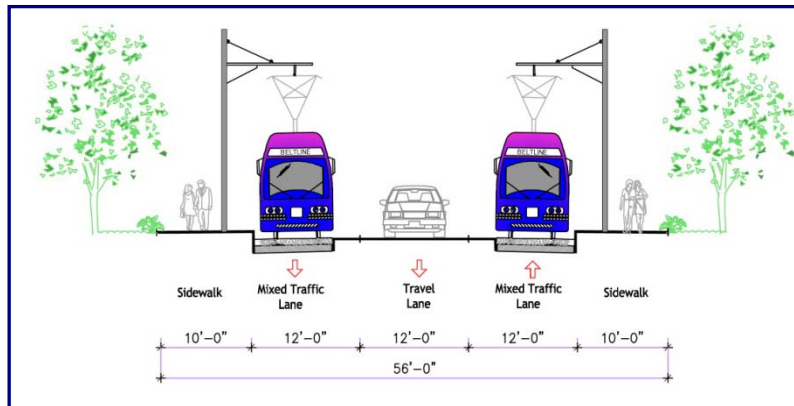 BELTLINE
BELTLINE
Sidewalk
Mixed Traffic
Lane
Travel
Lane
Mixed Traffic
Lane
Sidewalk
10'-0"
12'-0"
12'-0"
12'-0"
10'-0"
56'-0"